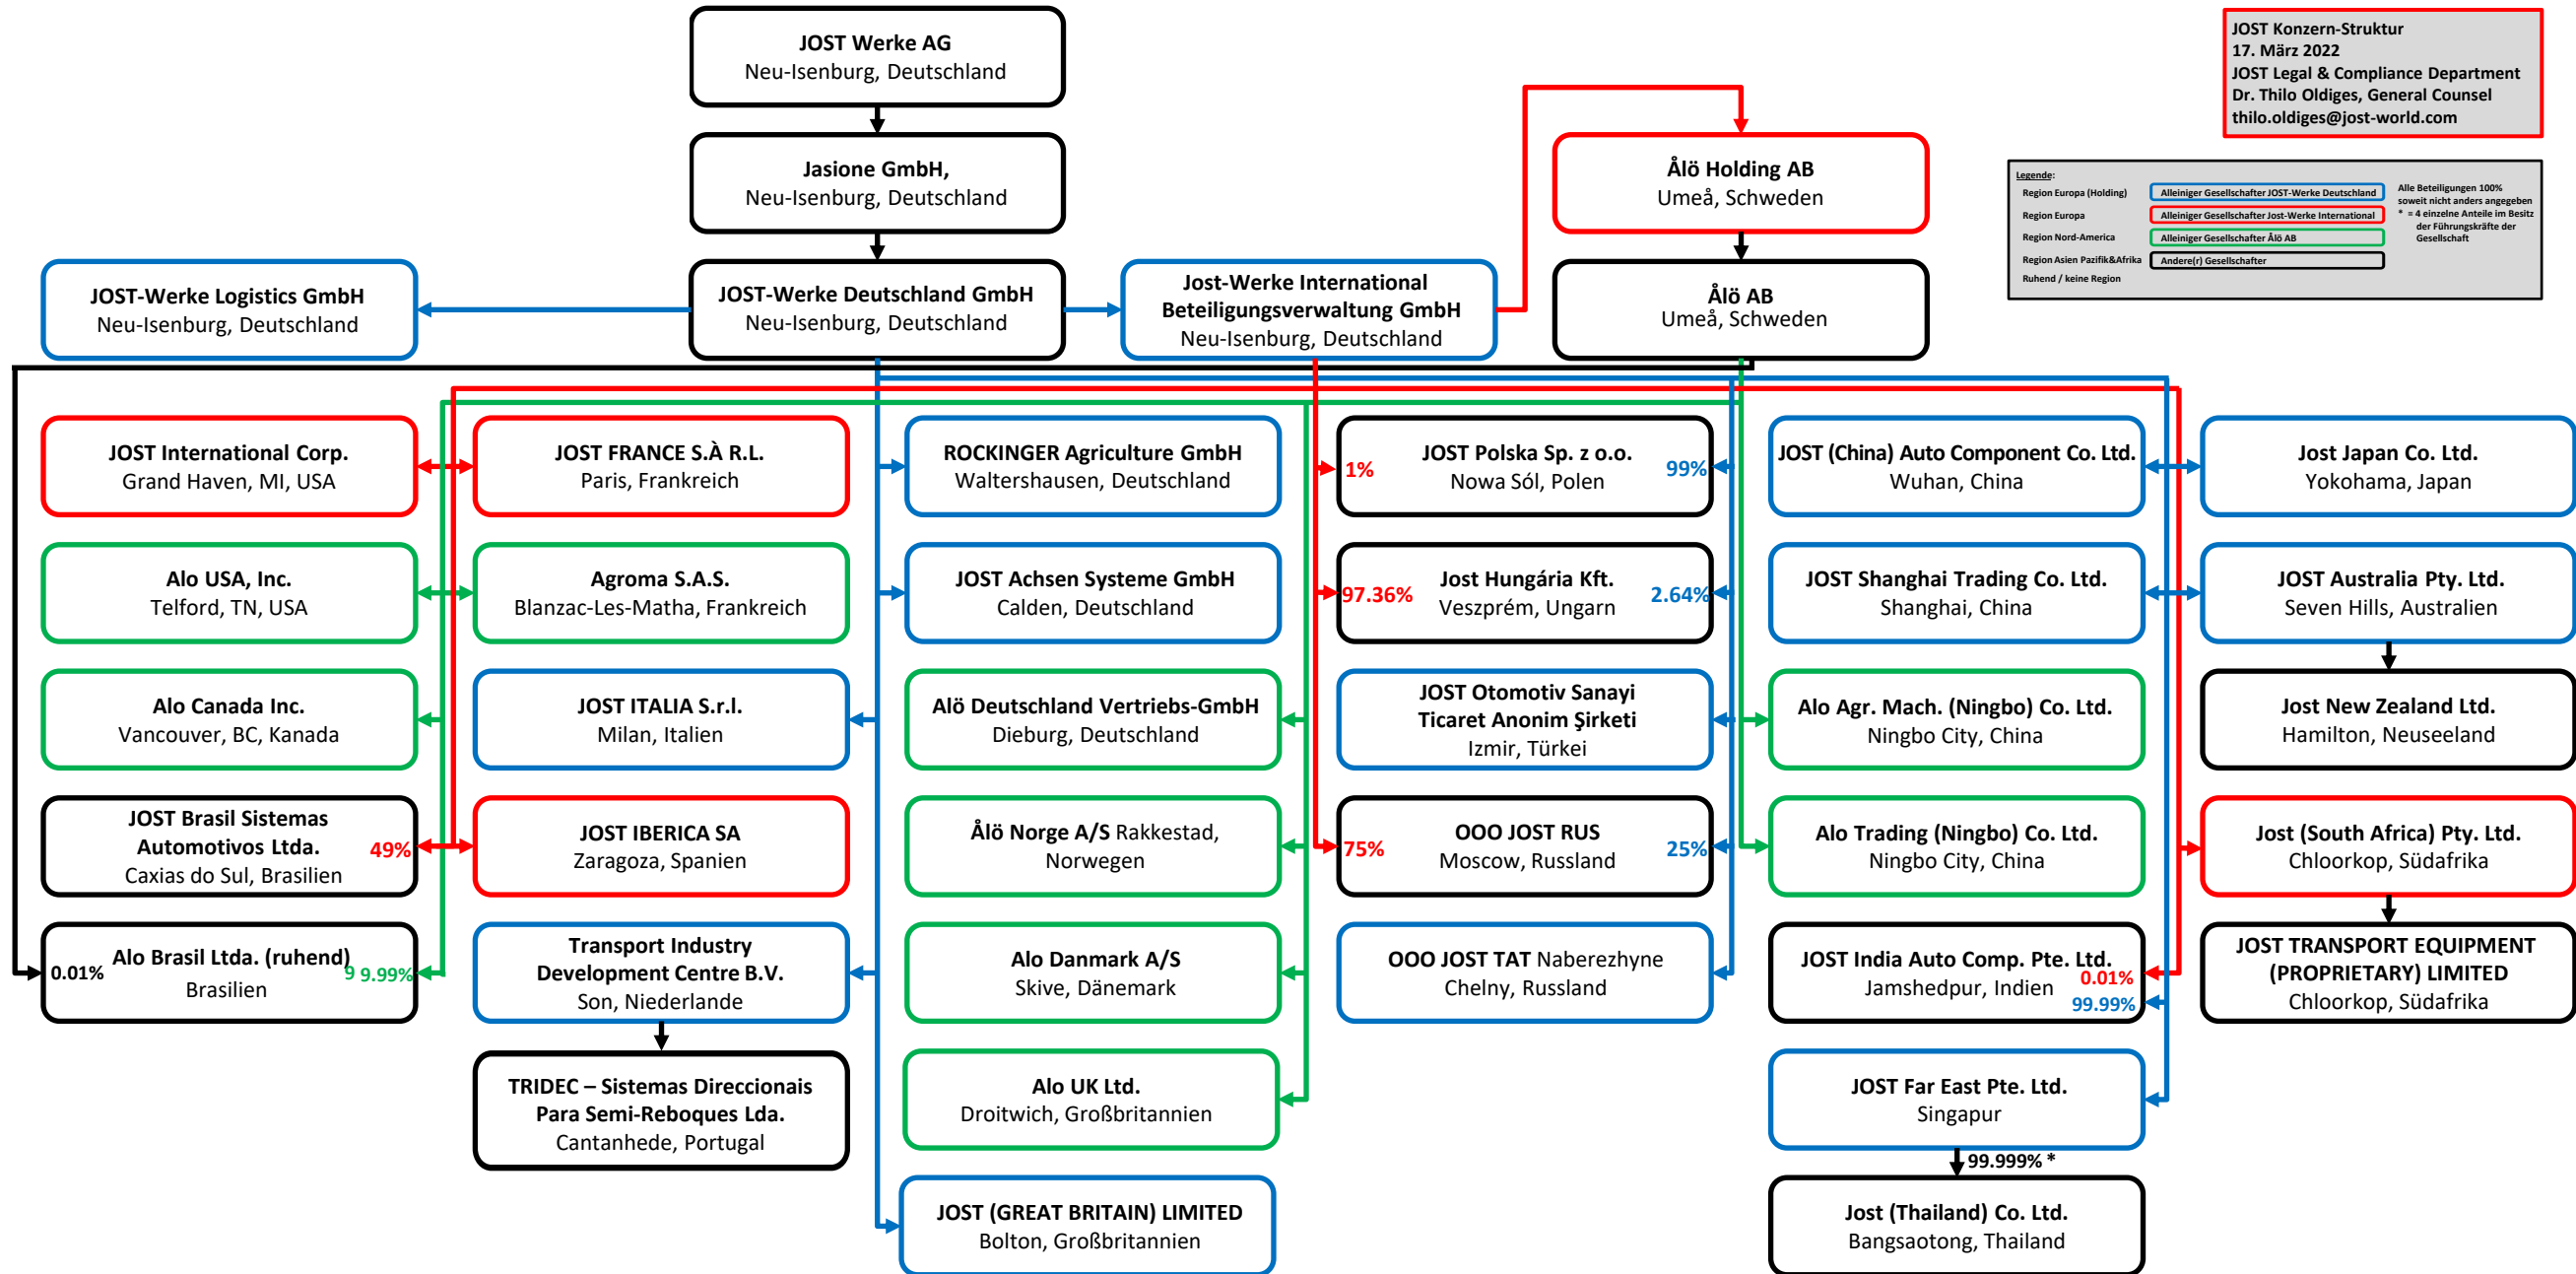 JOST Werke AG
Neu-Isenburg, Deutschland
JOST Konzern-Struktur
17. März 2022
JOST Legal & Compliance Department
Dr. Thilo Oldiges, General Counsel
thilo.oldiges@jost-world.com
Jasione GmbH,
Neu-Isenburg, Deutschland
Ålö Holding AB
Umeå, Schweden
Legende:
Region Europa (Holding)
Alleiniger Gesellschafter JOST-Werke Deutschland
Region Europa
Alleiniger Gesellschafter Jost-Werke International
Region Nord-America
Alleiniger Gesellschafter Ålö AB
Region Asien Pazifik&Afrika
Andere(r) Gesellschafter
Ruhend / keine Region
Alle Beteiligungen 100%
soweit nicht anders angegeben
* = 4 einzelne Anteile im Besitz
der Führungskräfte der
Gesellschaft
JOST-Werke Logistics GmbH
Neu-Isenburg, Deutschland
JOST-Werke Deutschland GmbH
Neu-Isenburg, Deutschland
Jost-Werke International
Beteiligungsverwaltung GmbH
Neu-Isenburg, Deutschland
Ålö AB
Umeå, Schweden
JOST International Corp.
Grand Haven, MI, USA
JOST FRANCE S.À R.L.
Paris, Frankreich
ROCKINGER Agriculture GmbH
Waltershausen, Deutschland
1%
JOST Polska Sp. z o.o.
Nowa Sól, Polen
99%
JOST (China) Auto Component Co. Ltd.
Wuhan, China
Jost Japan Co. Ltd.
Yokohama, Japan
Alo USA, Inc.
Telford, TN, USA
Agroma S.A.S.
Blanzac-Les-Matha, Frankreich
JOST Achsen Systeme GmbH
Calden, Deutschland
97.36%
Jost Hungária Kft.
Veszprém, Ungarn
2.64%
JOST Shanghai Trading Co. Ltd.
Shanghai, China
JOST Australia Pty. Ltd.
Seven Hills, Australien
Alo Canada Inc.
Vancouver, BC, Kanada
JOST ITALIA S.r.l.
Milan, Italien
Alö Deutschland Vertriebs-GmbH
Dieburg, Deutschland
JOST Otomotiv Sanayi
Ticaret Anonim Şirketi
Izmir, Türkei
Alo Agr. Mach. (Ningbo) Co. Ltd.
Ningbo City, China
Jost New Zealand Ltd.
Hamilton, Neuseeland
JOST Brasil Sistemas
Automotivos Ltda.
Caxias do Sul, Brasilien
49%
JOST IBERICA SA
Zaragoza, Spanien
Ålö Norge A/S Rakkestad,
Norwegen
75%
OOO JOST RUS
Moscow, Russland
25%
Alo Trading (Ningbo) Co. Ltd.
Ningbo City, China
Jost (South Africa) Pty. Ltd.
Chloorkop, Südafrika
0.01%
Alo Brasil Ltda. (ruhend)
Brasilien
9 9.99%
Transport Industry
Development Centre B.V.
Son, Niederlande
Alo Danmark A/S
Skive, Dänemark
OOO JOST TAT Naberezhyne
Chelny, Russland
JOST India Auto Comp. Pte. Ltd.
Jamshedpur, Indien
0.01%
99.99%
JOST TRANSPORT EQUIPMENT
(PROPRIETARY) LIMITED
Chloorkop, Südafrika
TRIDEC – Sistemas Direccionais
Para Semi-Reboques Lda.
Cantanhede, Portugal
Alo UK Ltd.
Droitwich, Großbritannien
JOST Far East Pte. Ltd.
Singapur
99.999% *
JOST (GREAT BRITAIN) LIMITED
Bolton, Großbritannien
Jost (Thailand) Co. Ltd.
Bangsaotong, Thailand